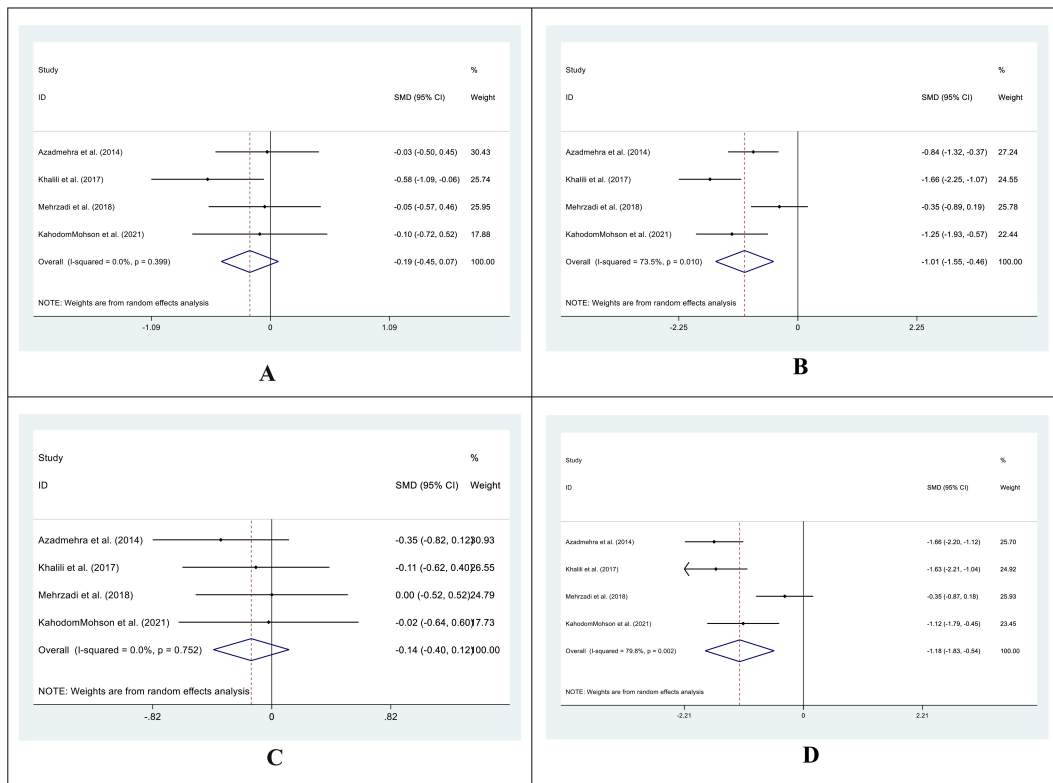 Study %
ID SMD (95% CI) Weight
Azadmehra et al. (2014) -0.03 (-0.50, 0.45) 30.43
Khalili et al. (2017) -0.58 (-1.09, -0.06) 25.74
Mehrzadi et al. (2018) -0.05 (-0.57, 0.46) 25.95
KahodomMohson et al. (2021) -0.10 (-0.72, 0.52) 17.88
Overall (I-squared = 0.0%, p = 0.399) -0.19 (-0.45, 0.07) 100.00
NOTE: Weights are from random effects analysis
-1.09 0 1.09
A
Study %
ID SMD (95% CI) Weight
Azadmehra et al. (2014) -0.84 (-1.32, -0.37) 27.24
Khalili et al. (2017) -1.66 (-2.25, -1.07) 24.55
Mehrzadi et al. (2018) -0.35 (-0.89, 0.19) 25.78
KahodomMohson et al. (2021) -1.25 (-1.93, -0.57) 22.44
Overall (I-squared = 73.5%, p = 0.010) -1.01 (-1.55, -0.46) 100.00
NOTE: Weights are from random effects analysis
-2.25 0 2.25
B
Study %
ID SMD (95% CI) Weight
Azadmehra et al. (2014) -0.35 (-0.82, 0.12) 30.93
Khalili et al. (2017) -0.11 (-0.62, 0.40) 26.55
Mehrzadi et al. (2018) 0.00 (-0.52, 0.52) 24.79
KahodomMohson et al. (2021) -0.02 (-0.64, 0.60) 17.73
Overall (I-squared = 0.0%, p = 0.752) -0.14 (-0.40, 0.12) 100.00
NOTE: Weights are from random effects analysis
-.82 0 .82
C
Study %
ID SMD (95% CI) Weight
Azadmehra et al. (2014) -1.66 (-2.20, -1.12) 25.70
Khalili et al. (2017) -1.63 (-2.21, -1.04) 24.92
Mehrzadi et al. (2018) -0.35 (-0.87, 0.18) 25.93
KahodomMohson et al. (2021) -1.12 (-1.79, -0.45) 23.45
Overall (I-squared = 79.8%, p = 0.002) -1.18 (-1.83, -0.54) 100.00
NOTE: Weights are from random effects analysis
-2.21 0 2.21
D